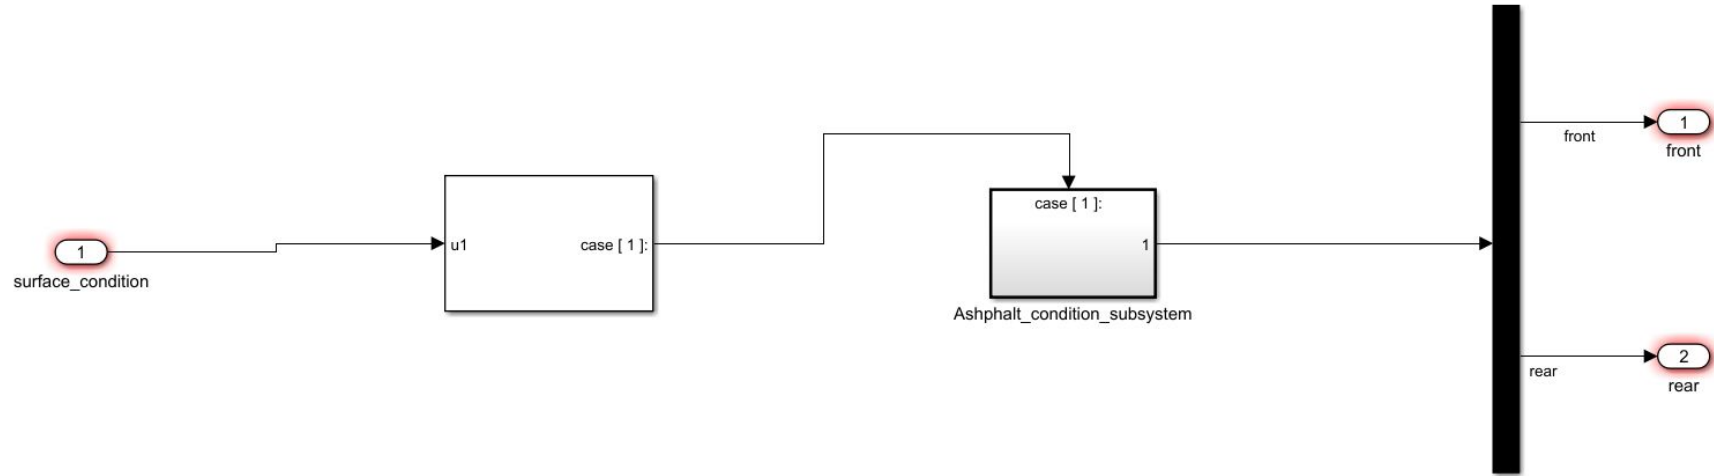 1
surface_condition
u1
case [ 1 ]:
case [ 1 ]:
1
Ashphalt_condition_subsystem
front
1
front
rear
2
rear